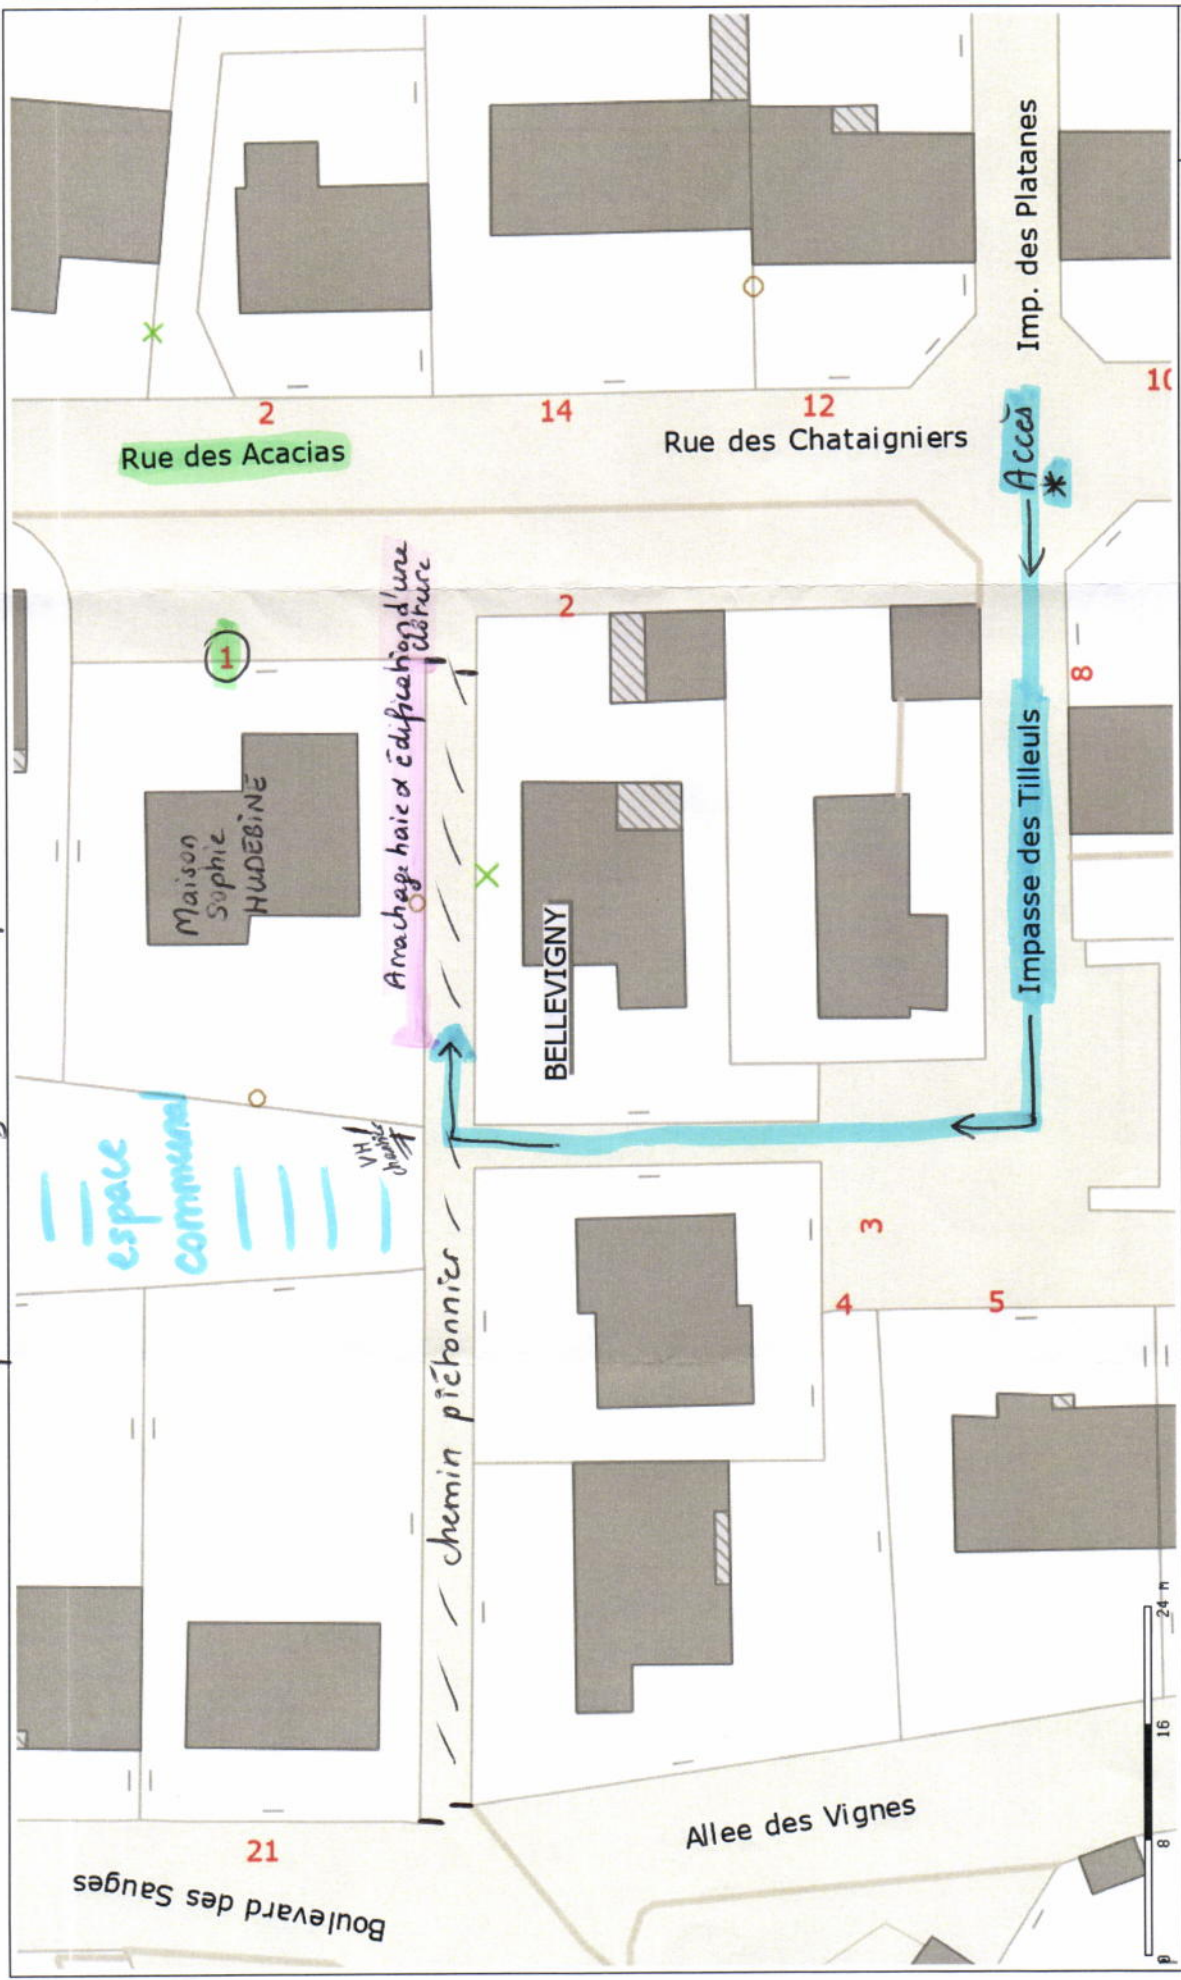 2
14
12
10
Imp. des Platanes
Rue des Acacias
Rue des Chataigniers
Accès
*
1
2
8
Maison
Sophie
HUDEBINE
Arrachage haie & édification d'une
clôture
BELLEVIGNY
Impasse des Tilleuls
espace
communal
VH
chantier
chemin piétonnier
3
4
5
21
Boulevard des Sauges
Allee des Vignes
0
8
16
24 m